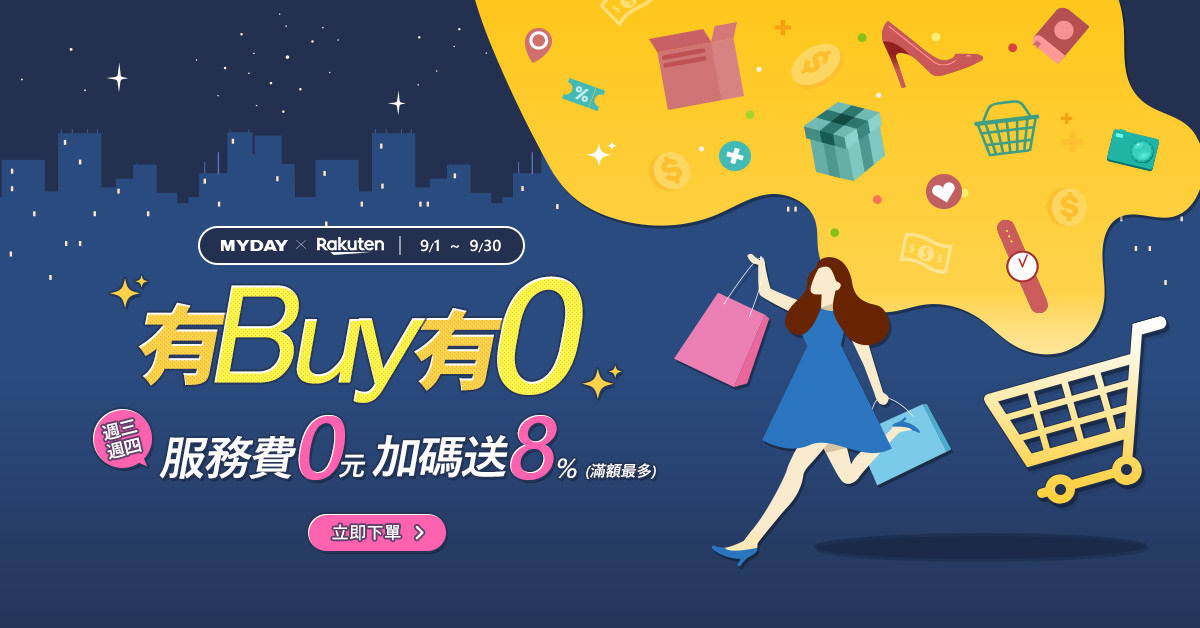 MYDAY × Rakuten | 9/1 ~ 9/30
有Buy有0
週三
週四
服務費0元 加碼送8% (滿額最多)
立即下單 >